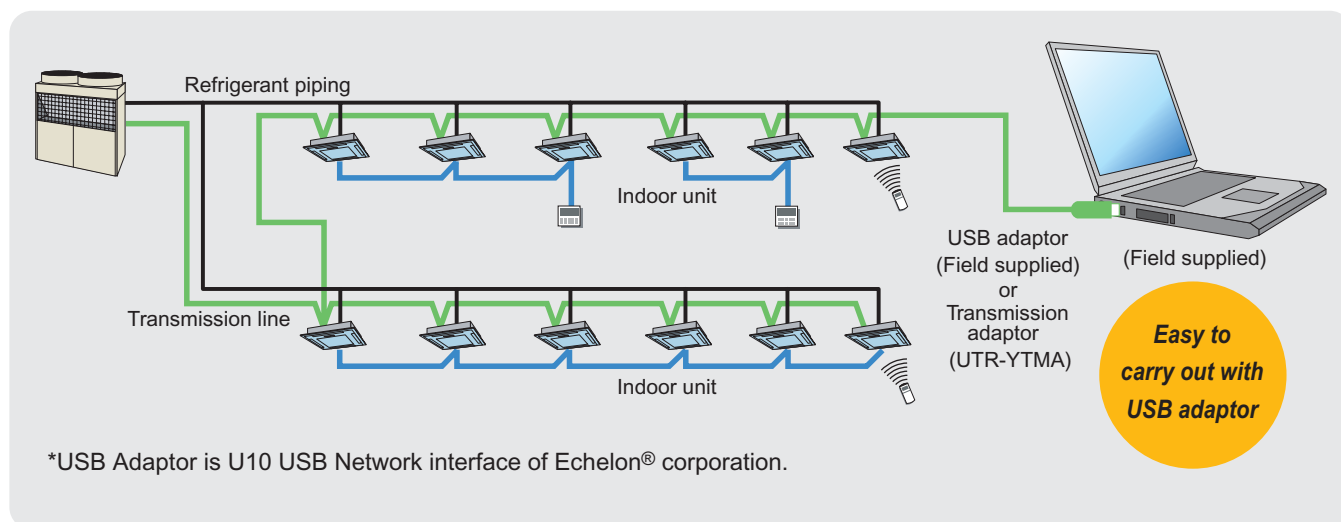 Refrigerant piping
Indoor unit
USB adaptor
(Field supplied)
or
Transmission
adaptor
(UTR-YTMA)
(Field supplied)
Transmission line
Indoor unit
Easy to
carry out with
USB adaptor
*USB Adaptor is U10 USB Network interface of Echelon® corporation.